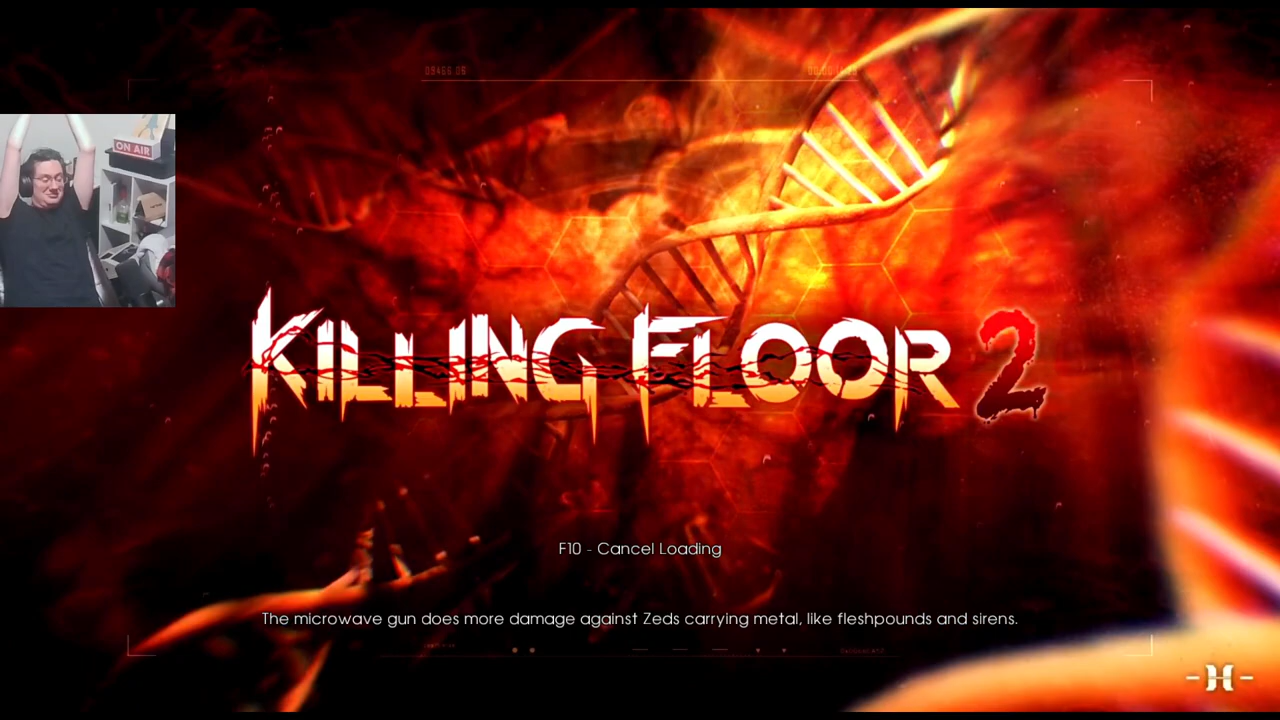 ON AIR
KILLING FLOOR 2
F10 - Cancel Loading
The microwave gun does more damage against Zeds carrying metal, like fleshpounds and sirens.